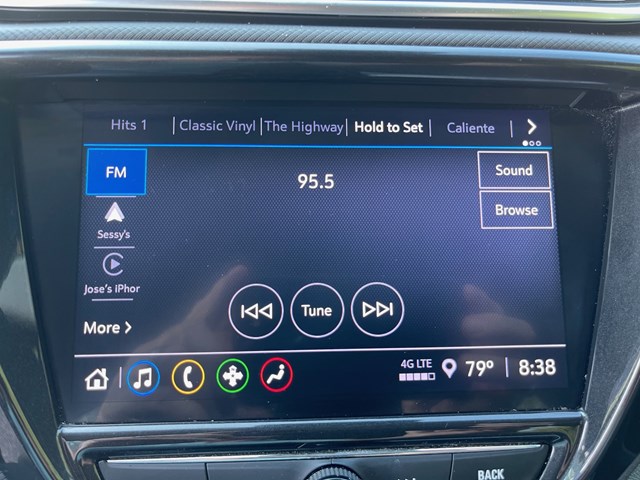 Hits 1 Classic Vinyl The Highway Hold to Set Caliente
FM
95.5
Sound
Browse
Sessy's
Jose's iPhor
More
Tune
4G LTE
79° 8:38
BACK